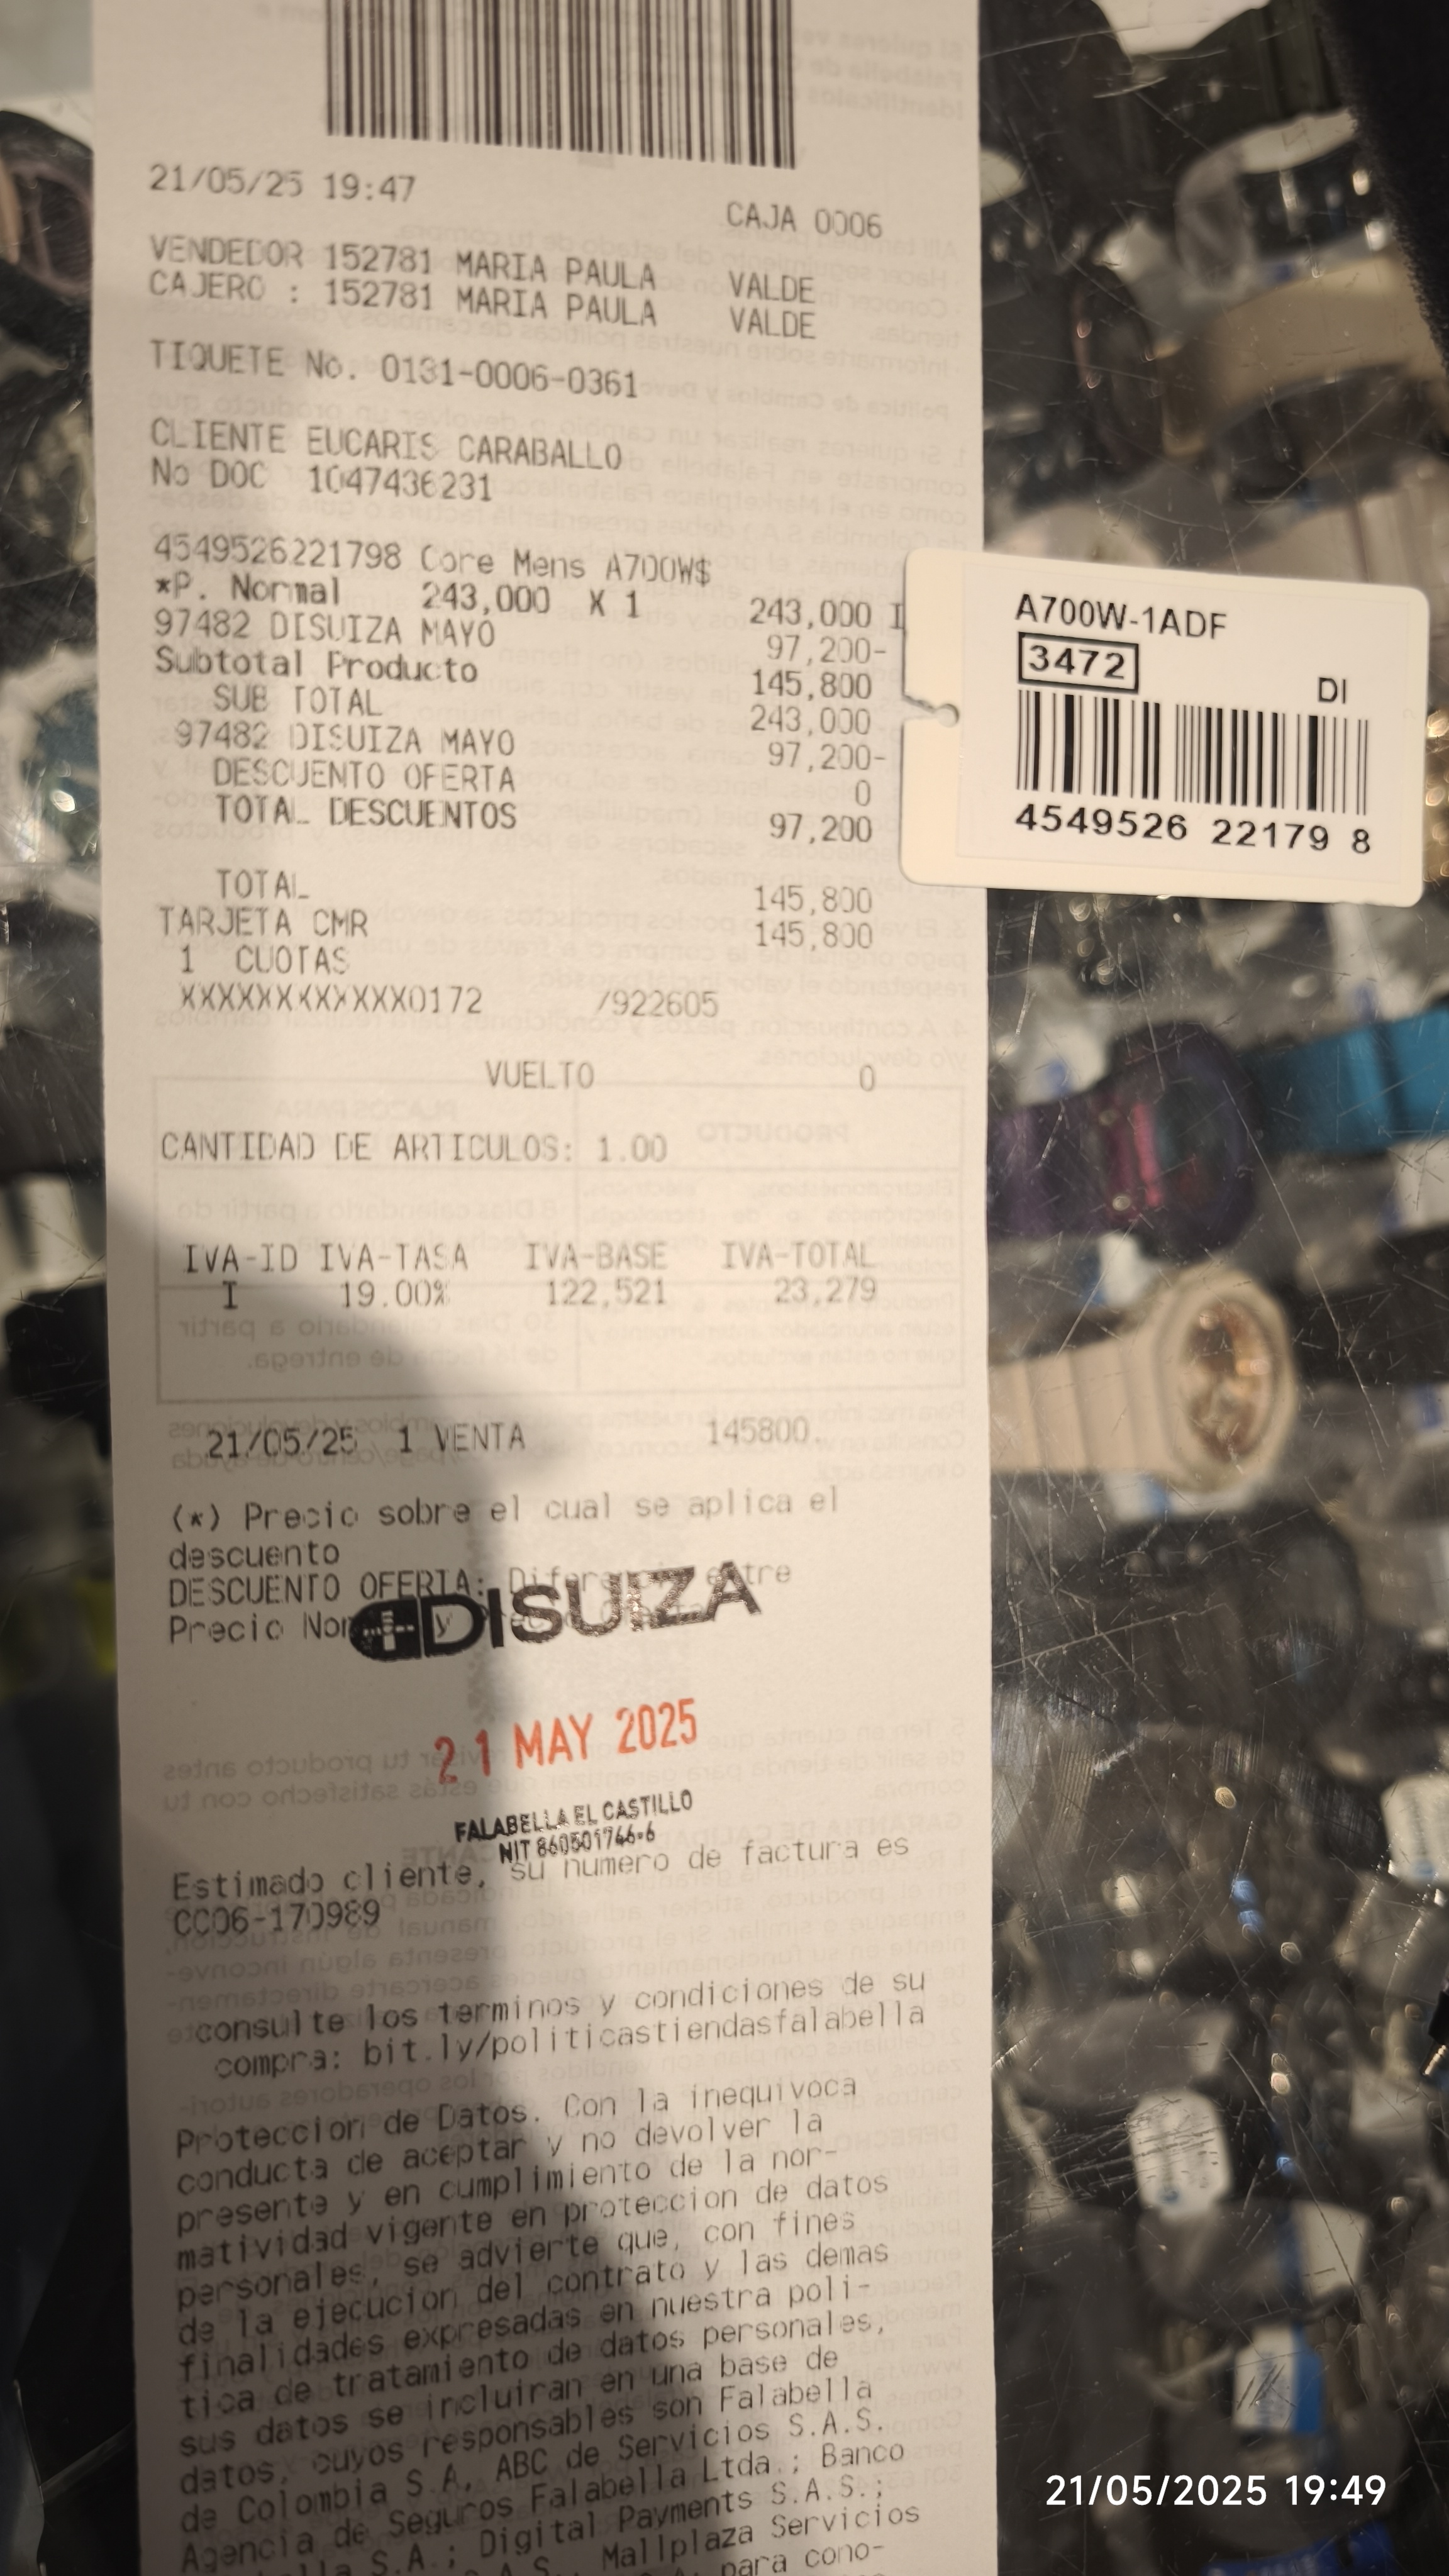 21/05/25 19:47
CAJA 0006
VENDEDOR 152781 MARIA PAULA VALDE
CAJERO : 152781 MARIA PAULA VALDE
TIQUETE No. 0131-0006-0361
CLIENTE EUCARIS CARABALLO
No DOC 1047436231
4549526221798 Core Mens A700W$
*P. Normal 243,000 X 1 243,000 I
97482 DISUIZA MAYO 97,200-
Subtotal Producto 145,800
SUB TOTAL 243,000
97482 DISUIZA MAYO 97,200-
DESCUENTO OFERTA 0
TOTAL DESCUENTOS 97,200
TOTAL 145,800
TARJETA CMR 145,800
1 CUOTAS
XXXXXXXXXXXX0172 /922605
VUELTO 0
CANTIDAD DE ARTICULOS: 1.00
IVA-ID IVA-TASA IVA-BASE IVA-TOTAL
I 19.00% 122,521 23,279
21/05/25 1 VENTA 145800.
(*) Precio sobre el cual se aplica el
descuento
DESCUENTO OFERTA: Diferencia entre
Precio y
DISUIZA
21 MAY 2025
FALABELLA EL CASTILLO
NIT 860501766-6
Estimado cliente, su numero de factura es
CC06-170989
consulte los terminos y condiciones de su
compra: bit.ly/politicastiendasfalabella
Proteccion de Datos. Con la inequivoca
conducta de aceptar y no devolver la
presente y en cumplimiento de la nor-
matividad vigente en proteccion de datos
personales, se advierte que, con fines
de la ejecucion del contrato y las demas
finalidades expresadas en nuestra poli-
tica de tratamiento de datos personales,
sus datos se incluiran en una base de
datos, cuyos responsables son Falabella
de Colombia S.A, ABC de Servicios S.A.S.
Agencia de Seguros Falabella Ltda.; Banco
S.A.; Digital Payments S.A.S.;
Mallplaza Servicios
para cono-
A700W-1ADF
3472
DI
4549526 22179 8
21/05/2025 19:49